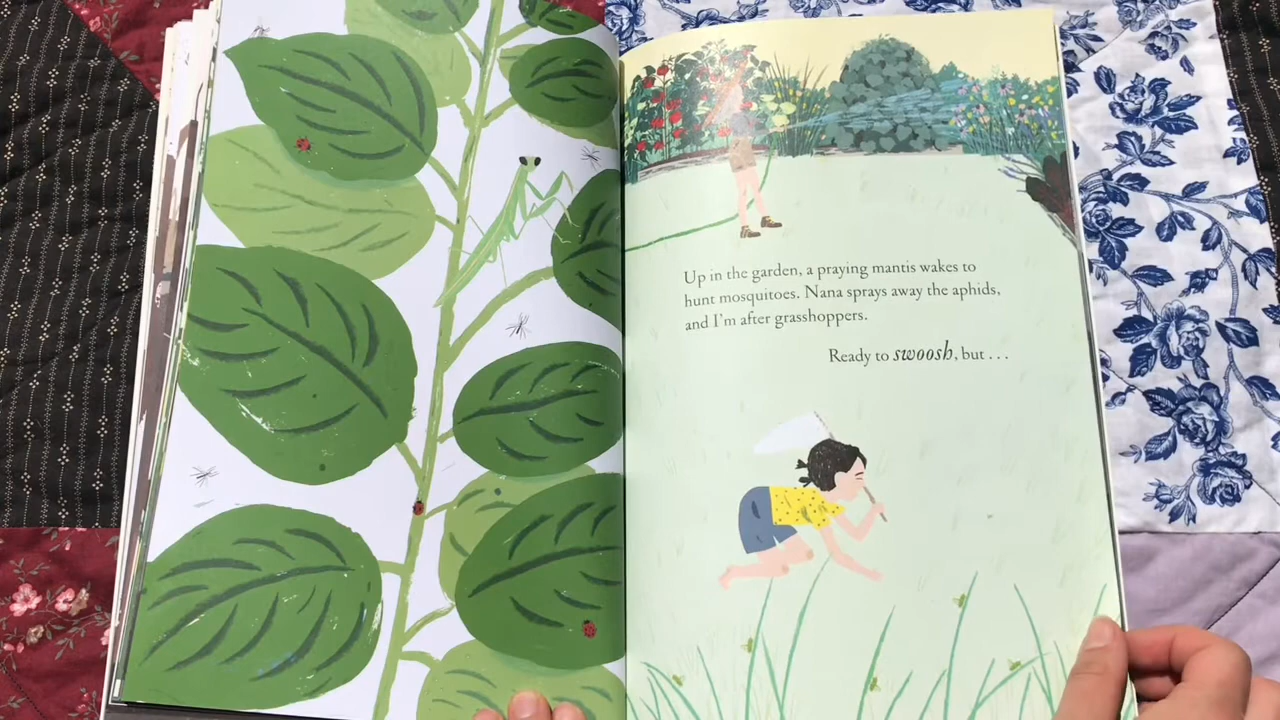 Up in the garden, a praying mantis wakes to
hunt mosquitoes. Nana sprays away the aphids,
and I'm after grasshoppers.
Ready to swoosh, but . . .